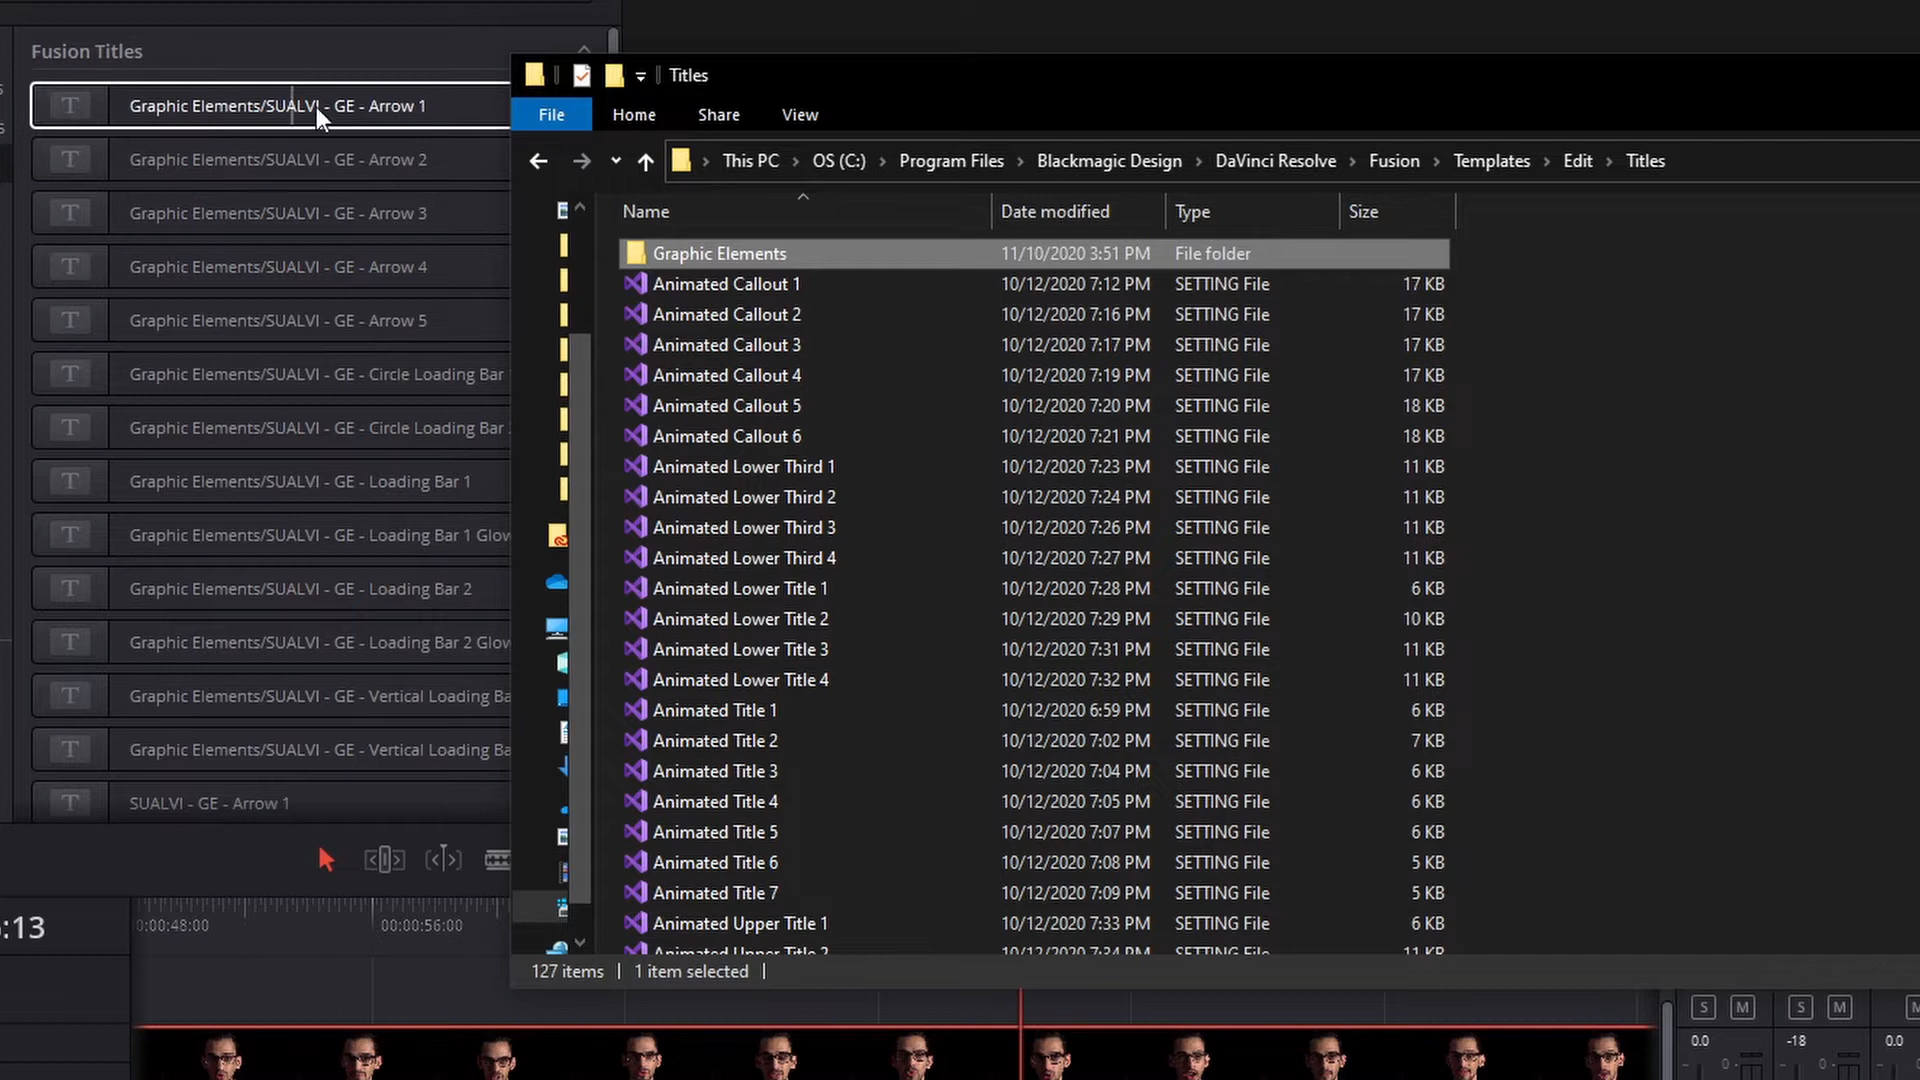 Fusion Titles
T Graphic Elements/SUALVI - GE - Arrow 1
T Graphic Elements/SUALVI - GE - Arrow 2
T Graphic Elements/SUALVI - GE - Arrow 3
T Graphic Elements/SUALVI - GE - Arrow 4
T Graphic Elements/SUALVI - GE - Arrow 5
T Graphic Elements/SUALVI - GE - Circle Loading Bar
T Graphic Elements/SUALVI - GE - Circle Loading Bar
T Graphic Elements/SUALVI - GE - Loading Bar 1
T Graphic Elements/SUALVI - GE - Loading Bar 1 Glow
T Graphic Elements/SUALVI - GE - Loading Bar 2
T Graphic Elements/SUALVI - GE - Loading Bar 2 Glow
T Graphic Elements/SUALVI - GE - Vertical Loading Ba
T Graphic Elements/SUALVI - GE - Vertical Loading Ba
T SUALVI - GE - Arrow 1
:13
0:00:48:00 00:00:56:00
Titles
File Home Share View
This PC > OS (C:) > Program Files > Blackmagic Design > DaVinci Resolve > Fusion > Templates > Edit > Titles
Name Date modified Type Size
Graphic Elements 11/10/2020 3:51 PM File folder
Animated Callout 1 10/12/2020 7:12 PM SETTING File 17 KB
Animated Callout 2 10/12/2020 7:16 PM SETTING File 17 KB
Animated Callout 3 10/12/2020 7:17 PM SETTING File 17 KB
Animated Callout 4 10/12/2020 7:19 PM SETTING File 17 KB
Animated Callout 5 10/12/2020 7:20 PM SETTING File 18 KB
Animated Callout 6 10/12/2020 7:21 PM SETTING File 18 KB
Animated Lower Third 1 10/12/2020 7:23 PM SETTING File 11 KB
Animated Lower Third 2 10/12/2020 7:24 PM SETTING File 11 KB
Animated Lower Third 3 10/12/2020 7:26 PM SETTING File 11 KB
Animated Lower Third 4 10/12/2020 7:27 PM SETTING File 11 KB
Animated Lower Title 1 10/12/2020 7:28 PM SETTING File 6 KB
Animated Lower Title 2 10/12/2020 7:29 PM SETTING File 10 KB
Animated Lower Title 3 10/12/2020 7:31 PM SETTING File 11 KB
Animated Lower Title 4 10/12/2020 7:32 PM SETTING File 11 KB
Animated Title 1 10/12/2020 6:59 PM SETTING File 6 KB
Animated Title 2 10/12/2020 7:02 PM SETTING File 7 KB
Animated Title 3 10/12/2020 7:04 PM SETTING File 6 KB
Animated Title 4 10/12/2020 7:05 PM SETTING File 6 KB
Animated Title 5 10/12/2020 7:07 PM SETTING File 6 KB
Animated Title 6 10/12/2020 7:08 PM SETTING File 5 KB
Animated Title 7 10/12/2020 7:09 PM SETTING File 5 KB
Animated Upper Title 1 10/12/2020 7:33 PM SETTING File 6 KB
Animated Upper Title 2 10/12/2020 7:34 PM SETTING File 11 KB
127 items 1 item selected
S M S M M
0.0 -18 0.0
0 0